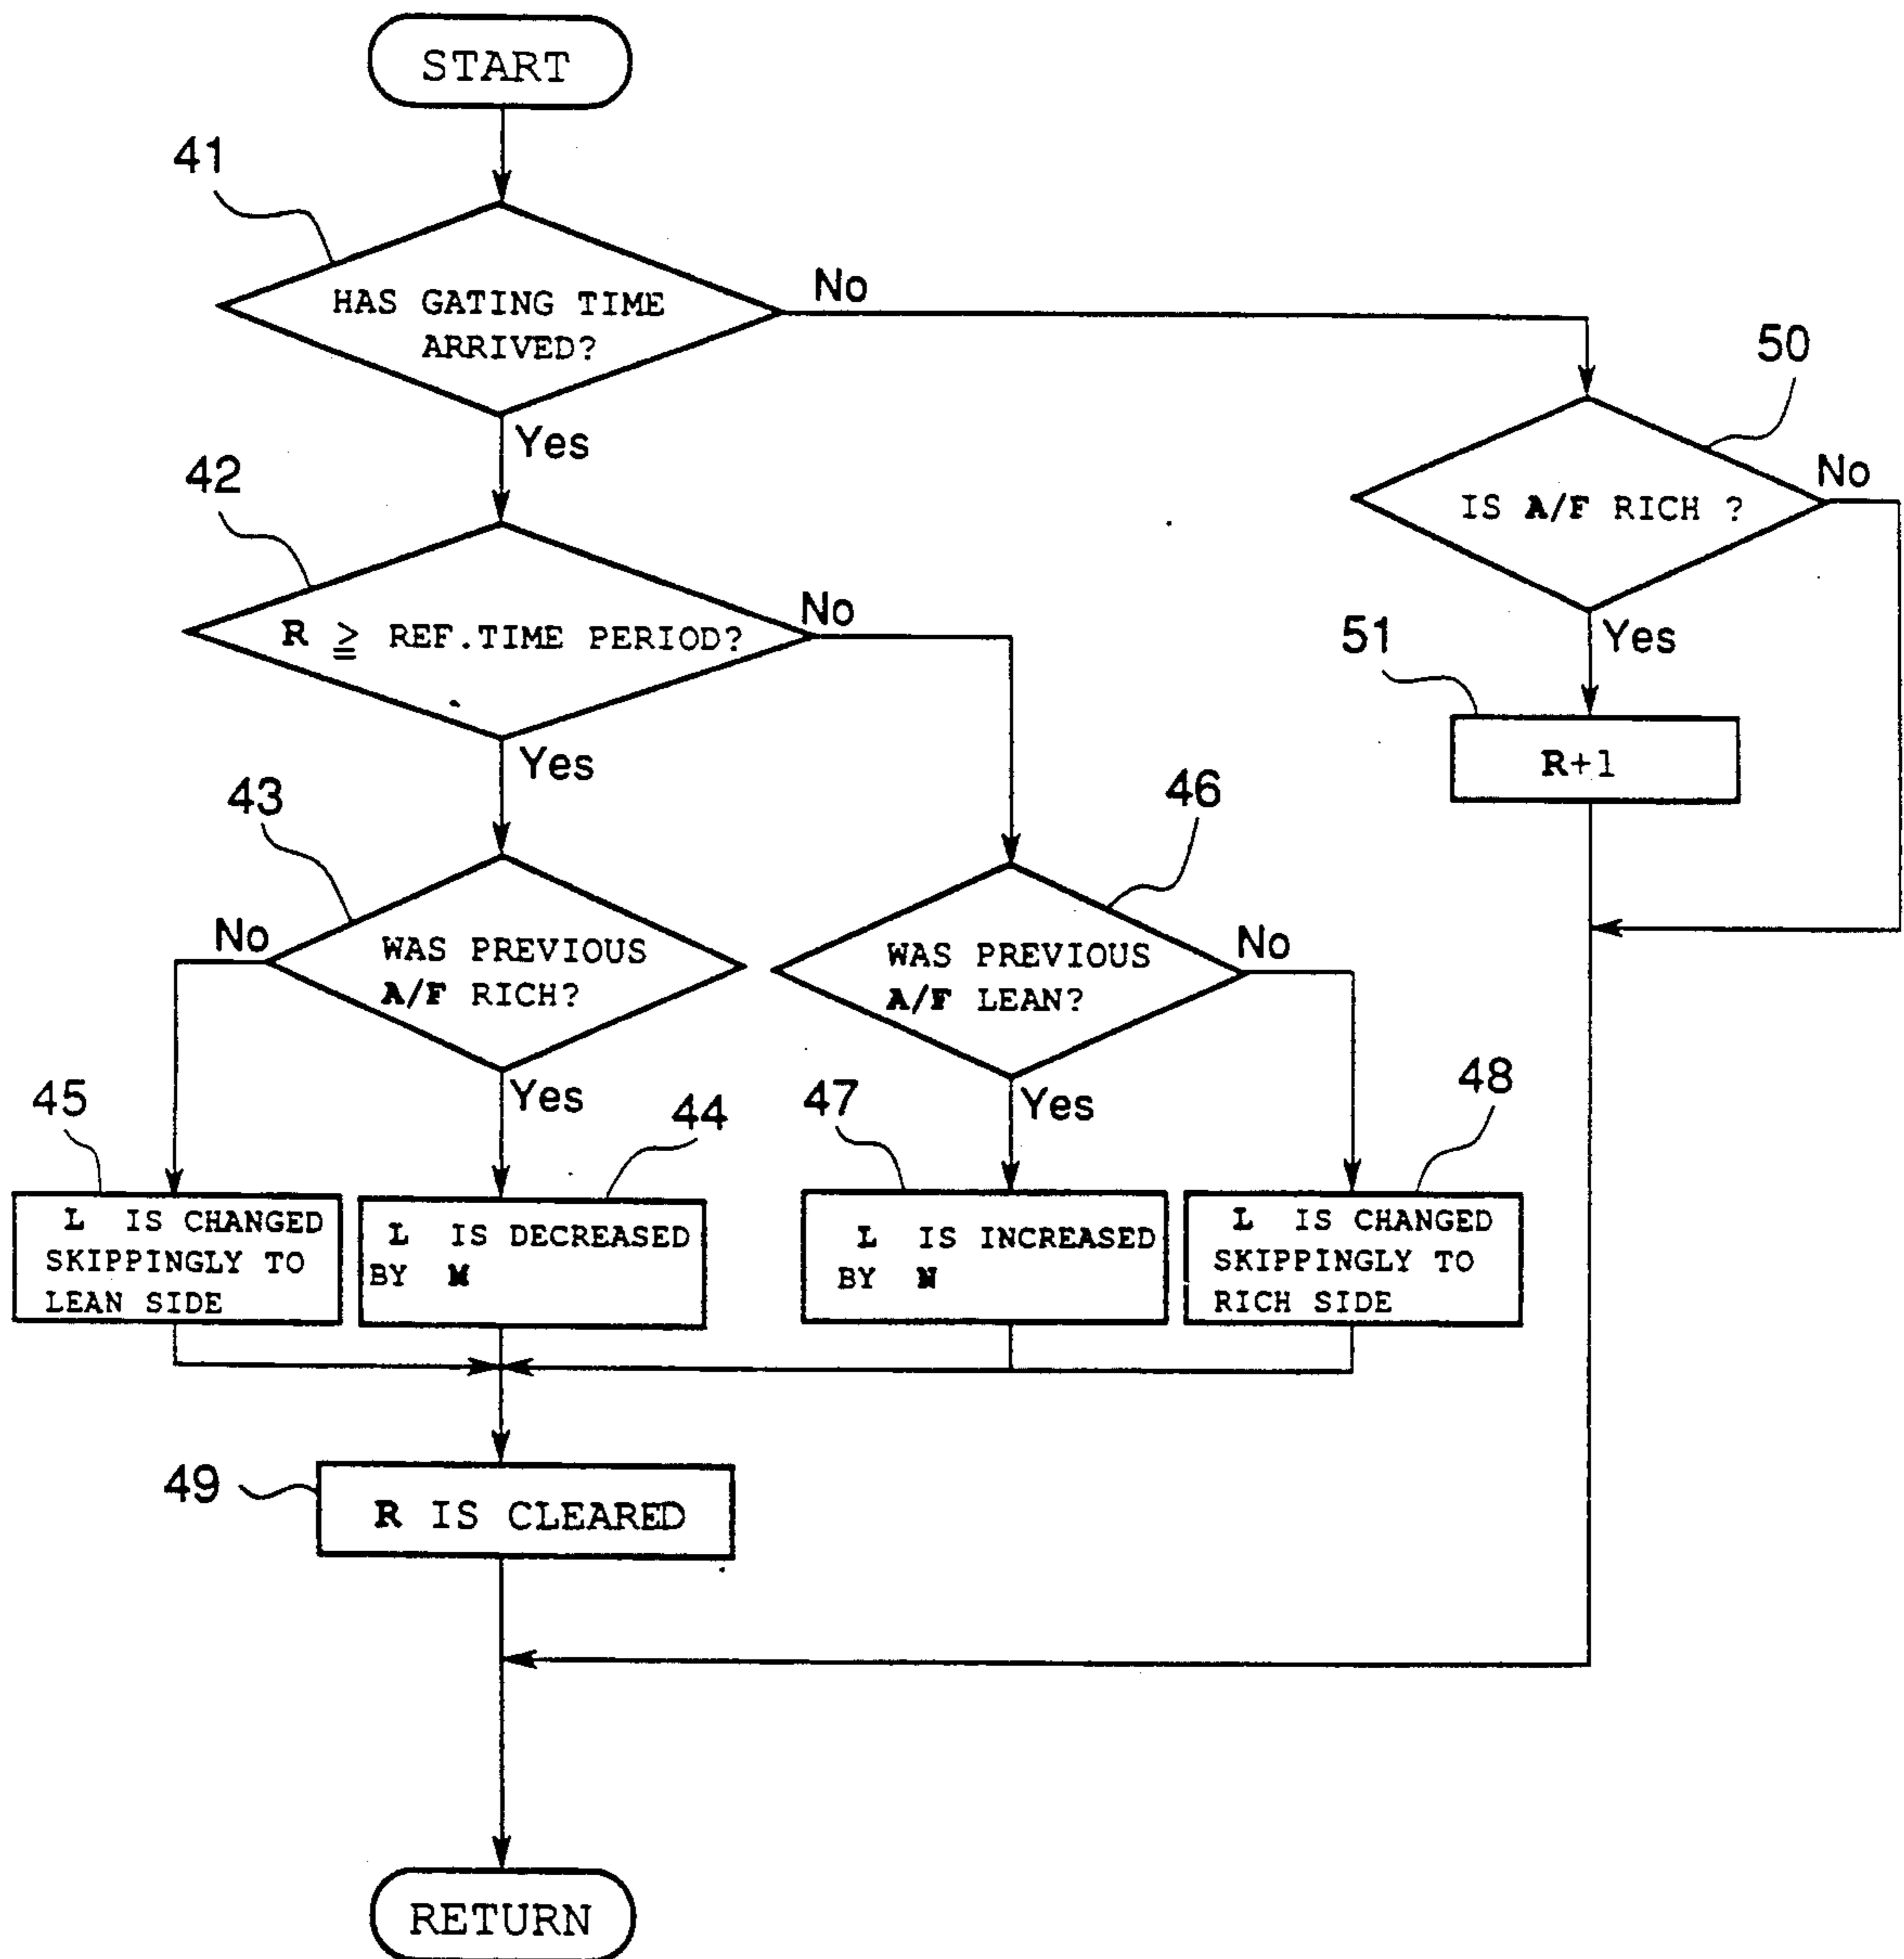 START
41
HAS GATING TIME
ARRIVED?
No
Yes
50
IS A/F RICH ?
No
Yes
51
R+1
42
R ≧ REF.TIME PERIOD?
No
Yes
43
WAS PREVIOUS
A/F RICH?
No
Yes
46
WAS PREVIOUS
A/F LEAN?
No
Yes
45
L IS CHANGED
SKIPPINGLY TO
LEAN SIDE
44
L IS DECREASED
BY M
47
L IS INCREASED
BY N
48
L IS CHANGED
SKIPPINGLY TO
RICH SIDE
49
R IS CLEARED
RETURN